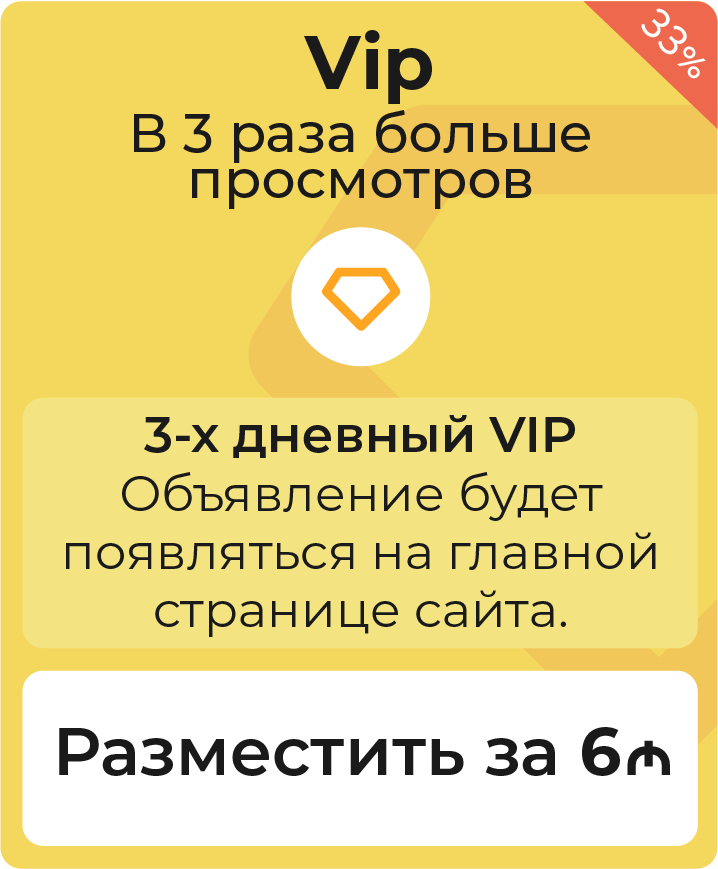 33%
Vip
В 3 раза больше
просмотров
3-х дневный VIP
Объявление будет
появляться на главной
странице сайта.
Разместить за 6₼